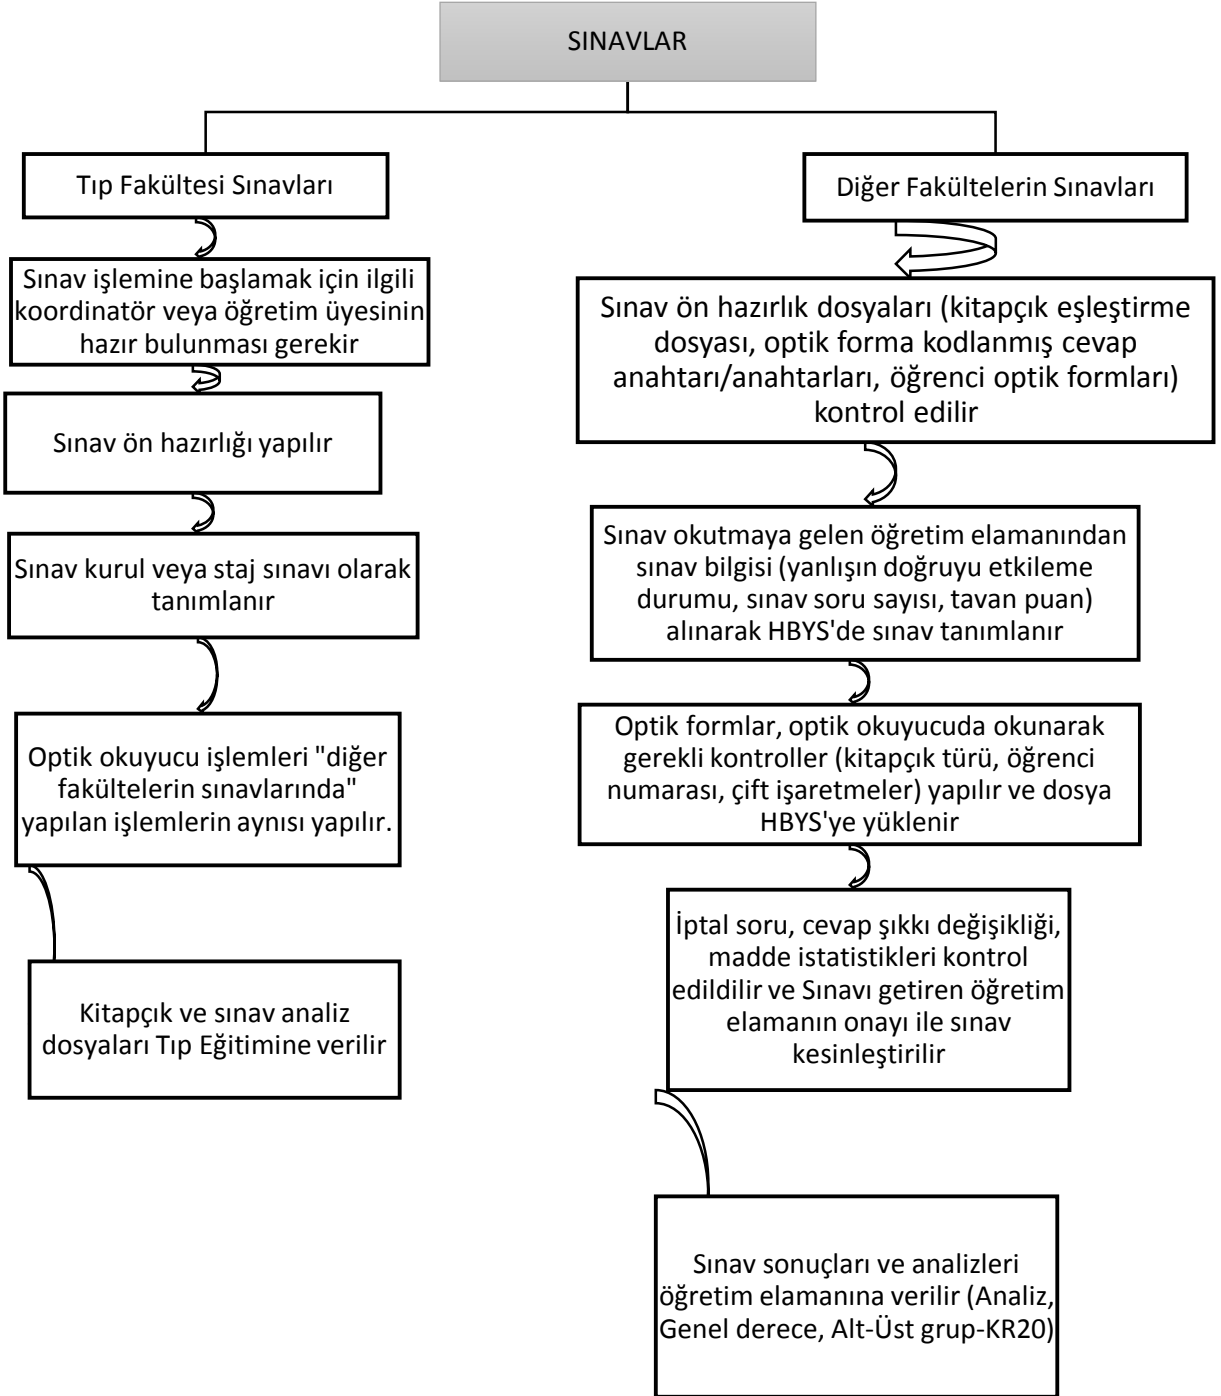 SINAVLAR
Tıp Fakültesi Sınavları
Sınav işlemine başlamak için ilgili
koordinatör veya öğretim üyesinin
hazır bulunması gerekir
Sınav ön hazırlığı yapılır
Sınav kurul veya staj sınavı olarak
tanımlanır
Optik okuyucu işlemleri "diğer
fakültelerin sınavlarında"
yapılan işlemlerin aynısı yapılır.
Kitapçık ve sınav analiz
dosyaları Tıp Eğitimine verilir
Diğer Fakültelerin Sınavları
Sınav ön hazırlık dosyaları (kitapçık eşleştirme
dosyası, optik forma kodlanmış cevap
anahtarı/anahtarları, öğrenci optik formları)
kontrol edilir
Sınav okutmaya gelen öğretim elamanından
sınav bilgisi (yanlışın doğruyu etkileme
durumu, sınav soru sayısı, tavan puan)
alınarak HBYS'de sınav tanımlanır
Optik formlar, optik okuyucuda okunarak
gerekli kontroller (kitapçık türü, öğrenci
numarası, çift işaretmeler) yapılır ve dosya
HBYS'ye yüklenir
İptal soru, cevap şıkkı değişikliği,
madde istatistikleri kontrol
edildilir ve Sınavı getiren öğretim
elamanın onayı ile sınav
kesinleştirilir
Sınav sonuçları ve analizleri
öğretim elamanına verilir (Analiz,
Genel derece, Alt-Üst grup-KR20)